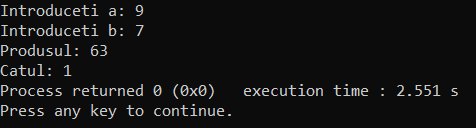 Introduceti a: 9
Introduceti b: 7
Produsul: 63
Catul: 1
Process returned 0 (0x0)   execution time : 2.551 s
Press any key to continue.